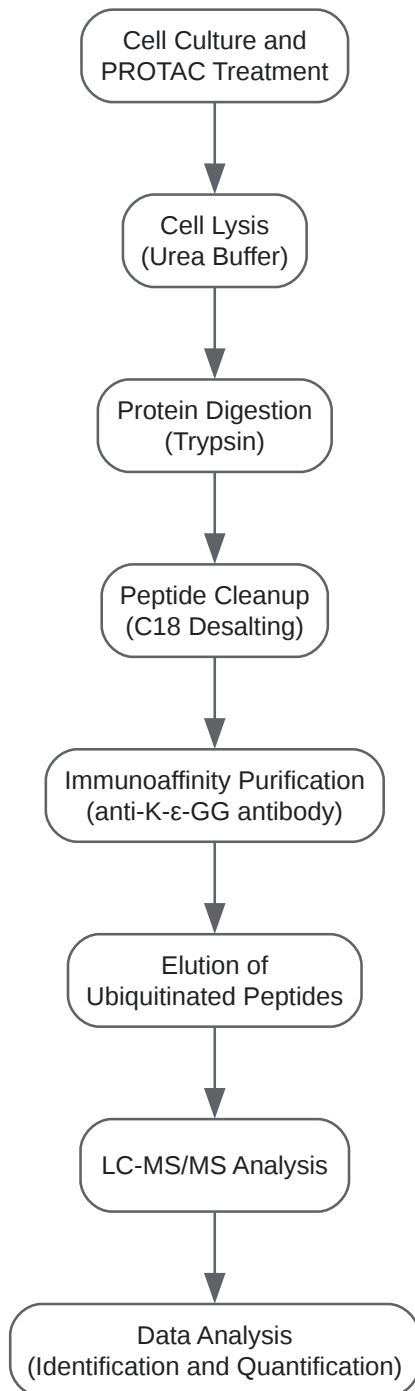 Cell Culture and
PROTAC Treatment
Cell Lysis
(Urea Buffer)
Protein Digestion
(Trypsin)
Peptide Cleanup
(C18 Desalting)
Immunoaffinity Purification
(anti-K-ε-GG antibody)
Elution of
Ubiquitinated Peptides
LC-MS/MS Analysis
Data Analysis
(Identification and Quantification)